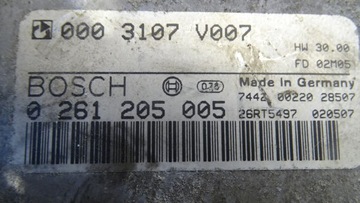 000 3107 V007
HW 30.00
FD 02M05
BOSCH
Made in Germany
0 261 205 005
7442 00220 28507
26RT5497 020507